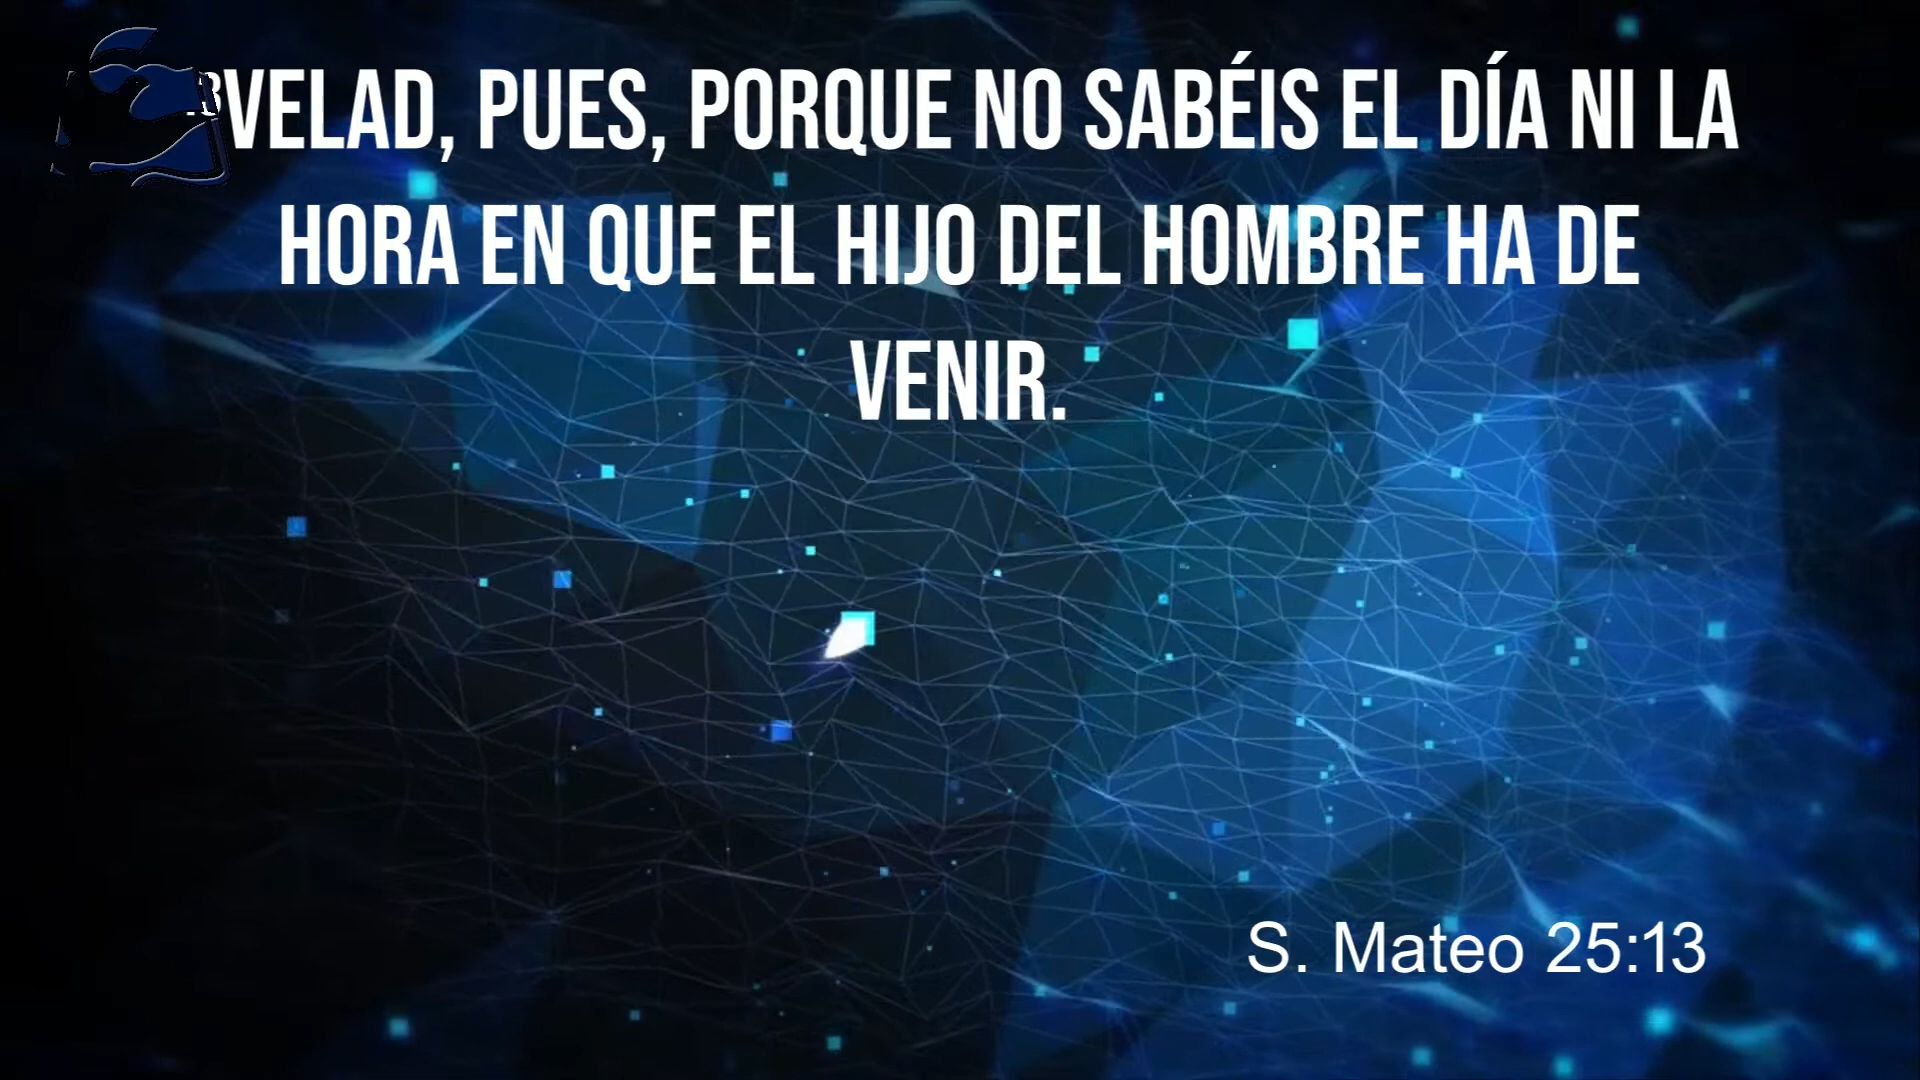 13 VELAD, PUES, PORQUE NO SABÉIS EL DÍA NI LA
HORA EN QUE EL HIJO DEL HOMBRE HA DE
VENIR.
S. Mateo 25:13